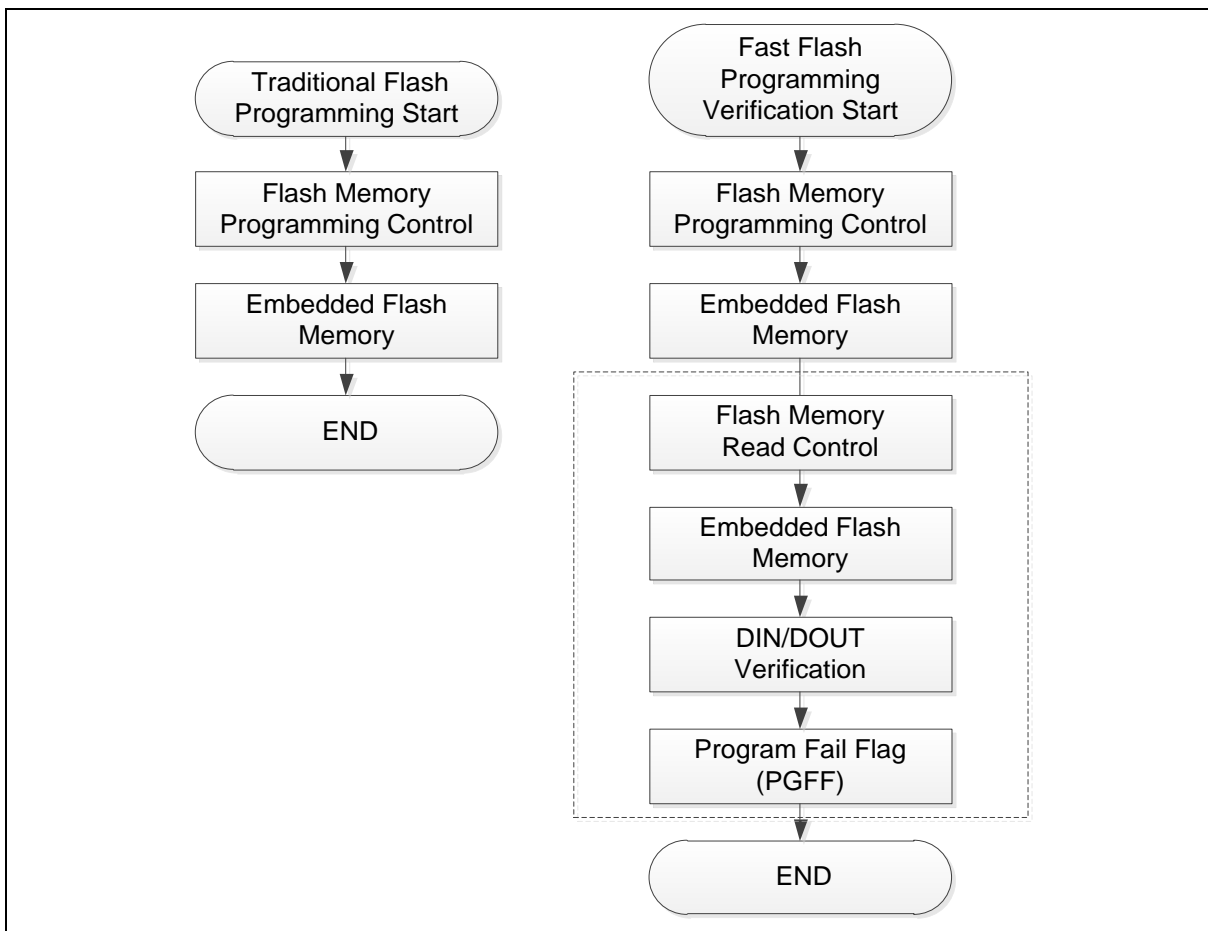 Traditional Flash
Programming Start
Flash Memory
Programming Control
Embedded Flash
Memory
END
Fast Flash
Programming
Verification Start
Flash Memory
Programming Control
Embedded Flash
Memory
Flash Memory
Read Control
Embedded Flash
Memory
DIN/DOUT
Verification
Program Fail Flag
(PGFF)
END